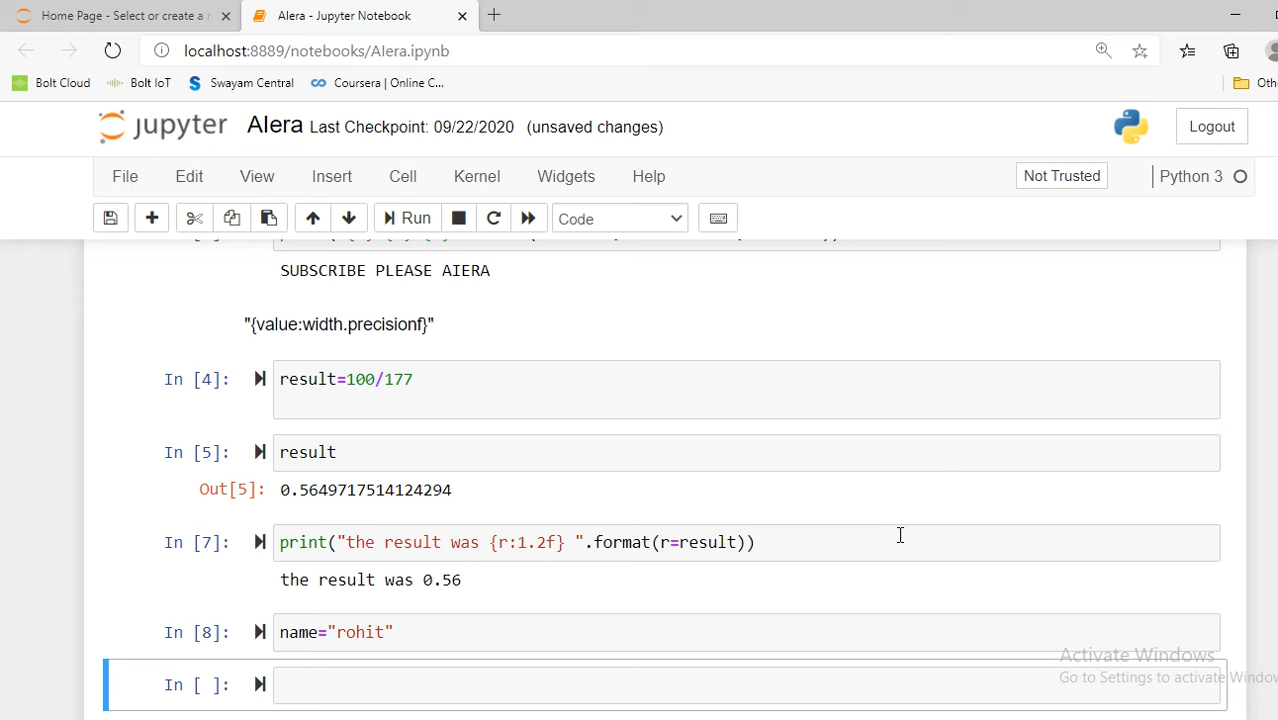 Home Page - Select or create a n
AIera - Jupyter Notebook
localhost:8889/notebooks/AIera.ipynb
Bolt Cloud
Bolt IoT
Swayam Central
Coursera | Online C...
Oth
jupyter
AIera Last Checkpoint: 09/22/2020 (unsaved changes)
Logout
File Edit View Insert Cell Kernel Widgets Help
Not Trusted
Python 3
Run
Code
SUBSCRIBE PLEASE AIERA
"{value:width.precisionf}"
In [4]: result=100/177
In [5]: result
Out[5]: 0.5649717514124294
In [7]: print("the result was {r:1.2f} ".format(r=result))
the result was 0.56
In [8]: name="rohit"
In [ ]:
Activate Windows
Go to Settings to activate Windo